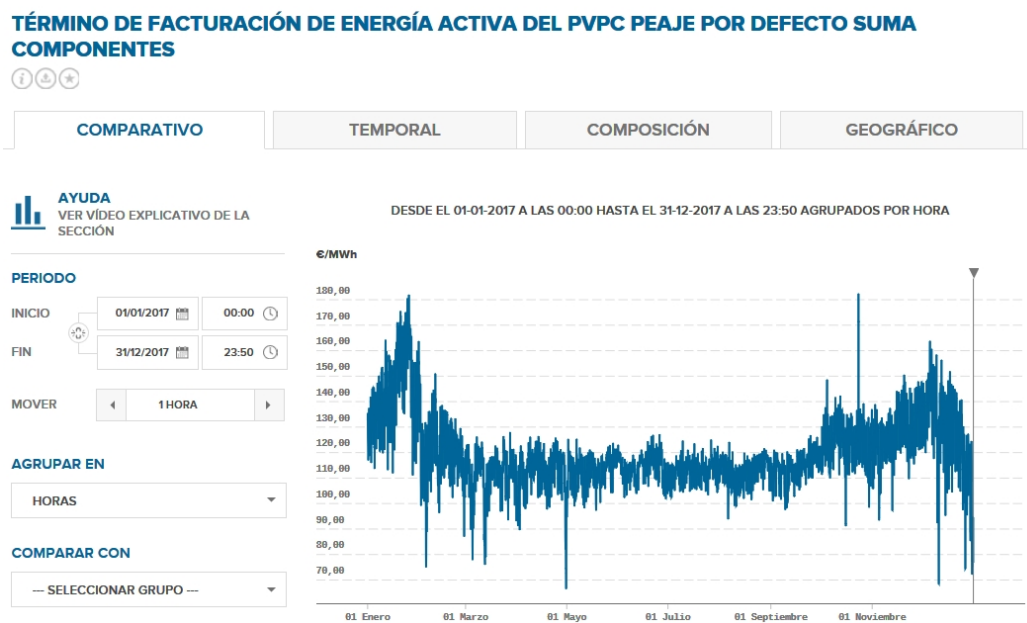 TÉRMINO DE FACTURACIÓN DE ENERGÍA ACTIVA DEL PVPC PEAJE POR DEFECTO SUMA
COMPONENTES
COMPARATIVO
TEMPORAL
COMPOSICIÓN
GEOGRÁFICO
AYUDA
VER VÍDEO EXPLICATIVO DE LA
SECCIÓN
PERIODO
INICIO 01/01/2017 00:00
FIN 31/12/2017 23:50
MOVER 1 HORA
AGRUPAR EN
HORAS
COMPARAR CON
--- SELECCIONAR GRUPO ---
DESDE EL 01-01-2017 A LAS 00:00 HASTA EL 31-12-2017 A LAS 23:50 AGRUPADOS POR HORA
€/MWh
180,00
170,00
160,00
150,00
140,00
130,00
120,00
110,00
100,00
90,00
80,00
70,00
01 Enero 01 Marzo 01 Mayo 01 Julio 01 Septiembre 01 Noviembre